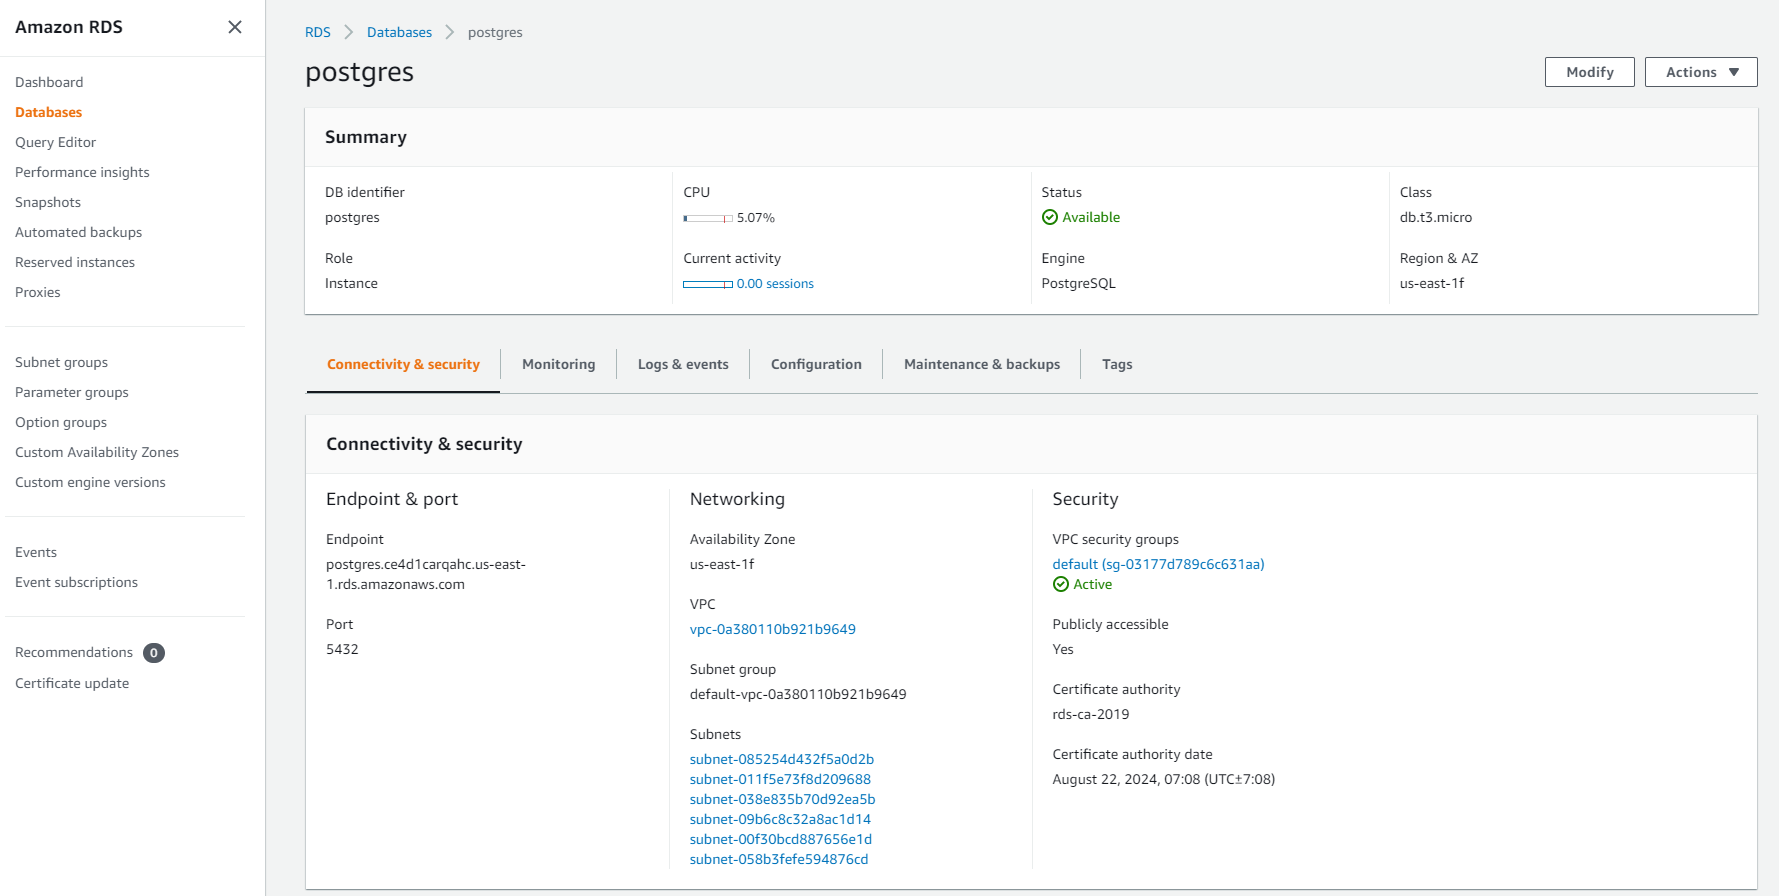 Amazon RDS
Dashboard
Databases
Query Editor
Performance insights
Snapshots
Automated backups
Reserved instances
Proxies
Subnet groups
Parameter groups
Option groups
Custom Availability Zones
Custom engine versions
Events
Event subscriptions
Recommendations 0
Certificate update
RDS > Databases > postgres
postgres
Modify
Actions
Summary
DB identifier
postgres
CPU
5.07%
Status
Available
Class
db.t3.micro
Role
Instance
Current activity
0.00 sessions
Engine
PostgreSQL
Region & AZ
us-east-1f
Connectivity & security
Monitoring
Logs & events
Configuration
Maintenance & backups
Tags
Connectivity & security
Endpoint & port
Endpoint
postgres.ce4d1carqahc.us-east-
1.rds.amazonaws.com
Port
5432
Networking
Availability Zone
us-east-1f
VPC
vpc-0a380110b921b9649
Subnet group
default-vpc-0a380110b921b9649
Subnets
subnet-085254d432f5a0d2b
subnet-011f5e73f8d209688
subnet-038e835b70d92ea5b
subnet-09b6c8c32a8ac1d14
subnet-00f30bcd887656e1d
subnet-058b3fefe594876cd
Security
VPC security groups
default (sg-03177d789c6c631aa)
Active
Publicly accessible
Yes
Certificate authority
rds-ca-2019
Certificate authority date
August 22, 2024, 07:08 (UTC±7:08)